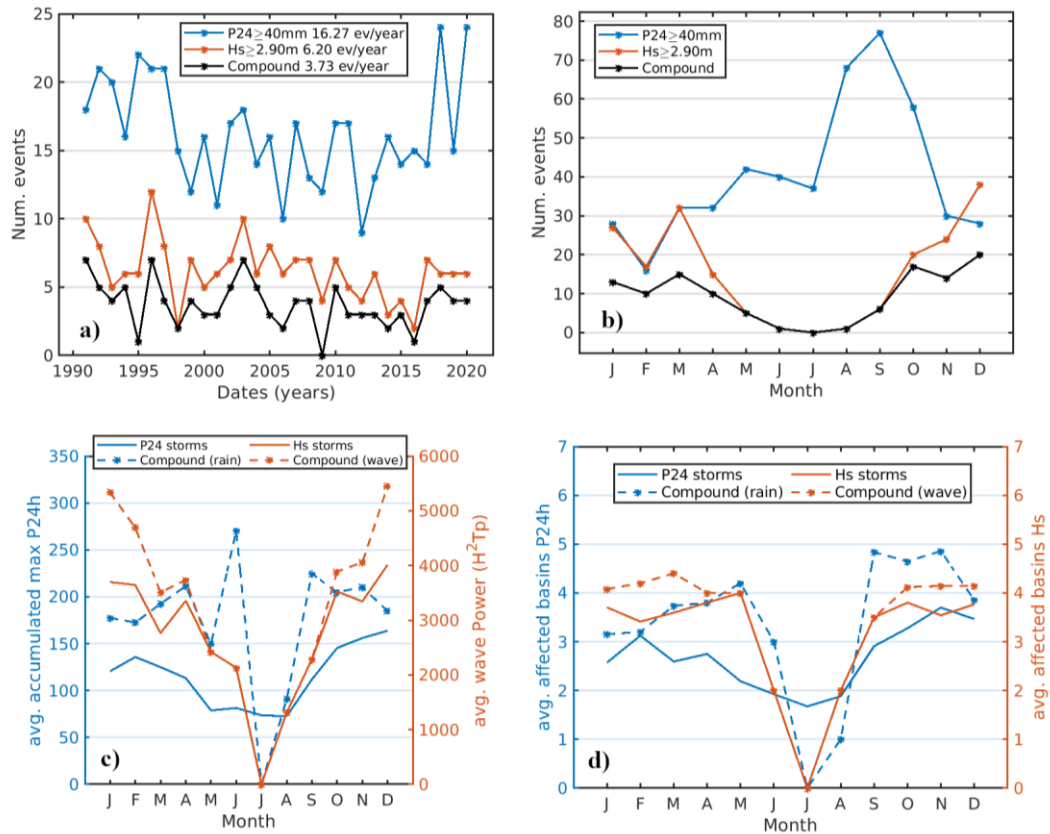 P24≥40mm 16.27 ev/year
Hs≥2.90m 6.20 ev/year
Compound 3.73 ev/year
25
20
15
10
5
0
Num. events
a)
1990 1995 2000 2005 2010 2015 2020
Dates (years)
P24≥40mm
Hs≥2.90m
Compound
80
70
60
50
40
30
20
10
0
Num. events
b)
J F M A M J J A S O N D
Month
P24 storms Hs storms
Compound (rain) Compound (wave)
350
300
250
200
150
100
50
0
avg. accumulated max P24h
6000
5000
4000
3000
2000
1000
0
avg. wave Power (H²Tp)
c)
J F M A M J J A S O N D
Month
P24 storms Hs storms
Compound (rain) Compound (wave)
7
6
5
4
3
2
1
0
avg. affected basins P24h
7
6
5
4
3
2
1
0
avg. affected basins Hs
d)
J F M A M J J A S O N D
Month